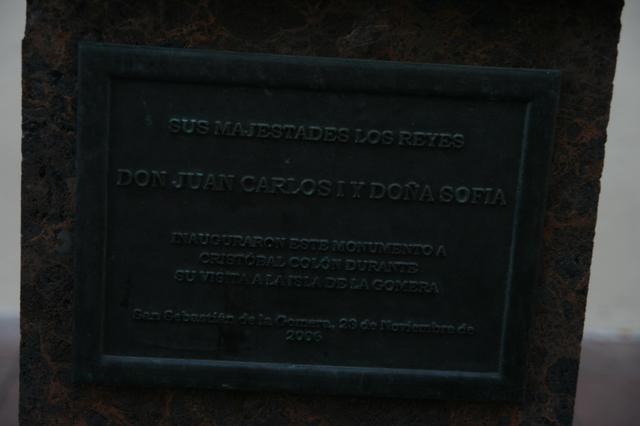 SUS MAJESTADES LOS REYES
DON JUAN CARLOS I Y DOÑA SOFIA
INAUGURARON ESTE MONUMENTO A
CRISTÓBAL COLÓN DURANTE
SU VISITA A LA ISLA DE LA GOMERA
San Sebastián de la Gomera, 29 de Noviembre de
2006